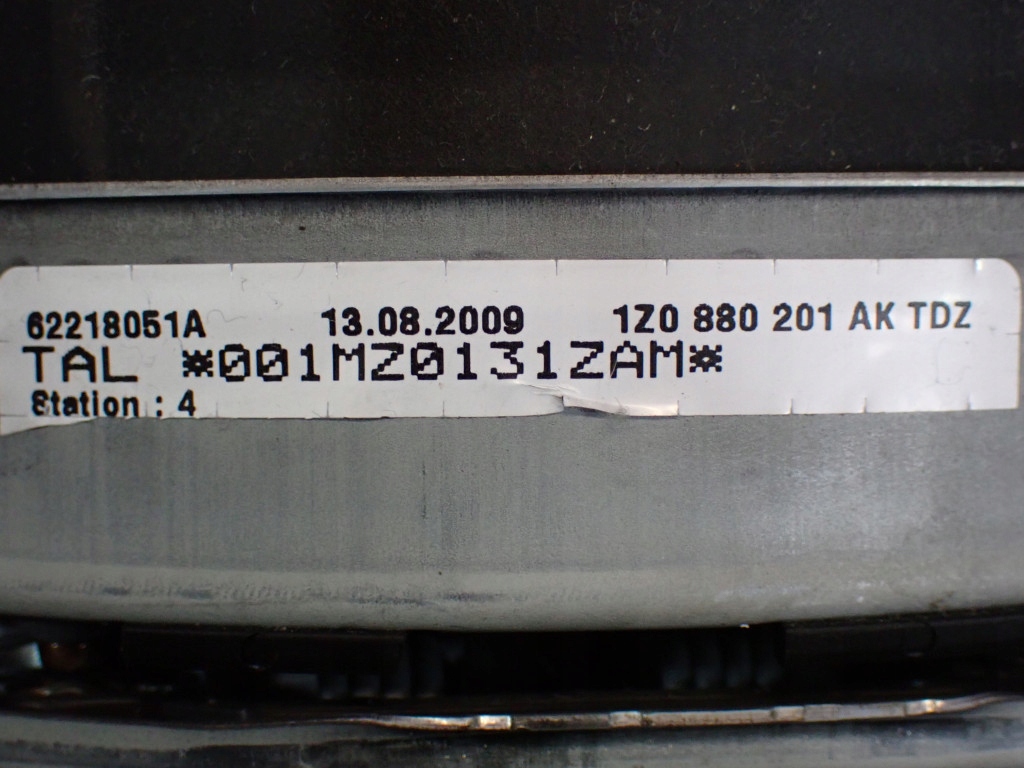 62218051A 13.08.2009 1Z0 880 201 AK TDZ
TAL *001MZ0131ZAM*
Station : 4